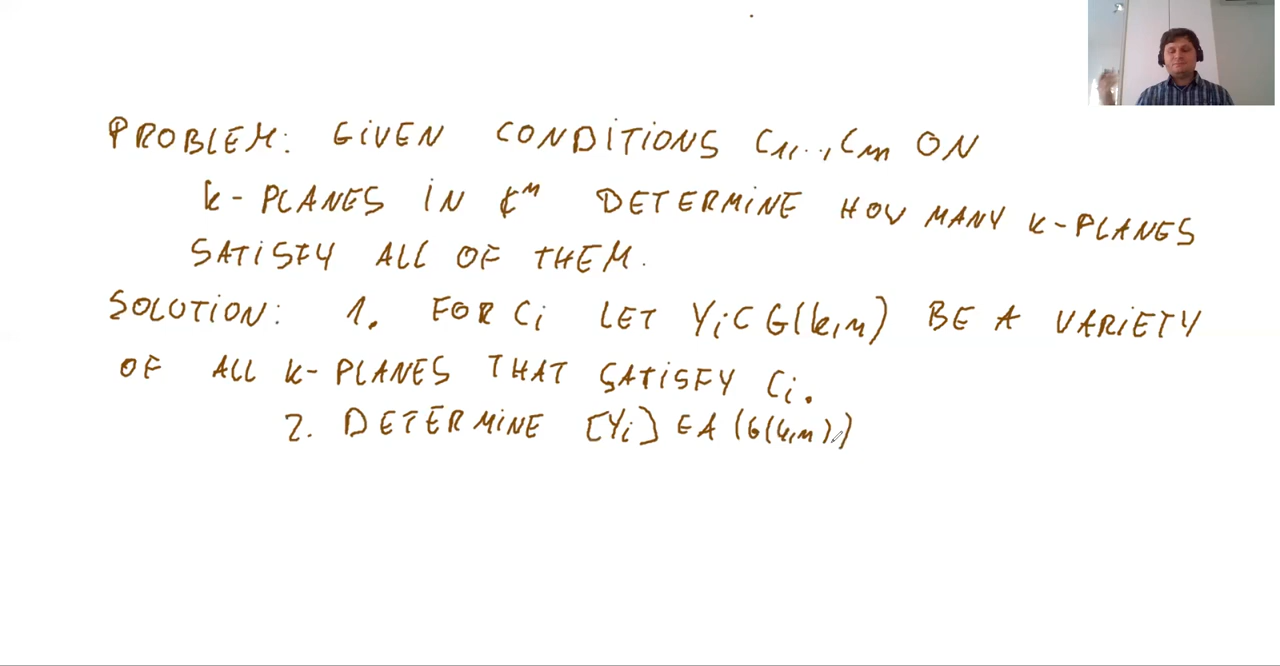 PROBLEM: GIVEN CONDITIONS C1,..,Cm ON
k-PLANES IN ℂⁿ DETERMINE HOW MANY k-PLANES
SATISFY ALL OF THEM.
SOLUTION: 1. FOR Ci LET Yi ⊂ G(k,n) BE A VARIETY
OF ALL k-PLANES THAT SATISFY Ci.
2. DETERMINE [Yi] ∈ A(G(k,n))